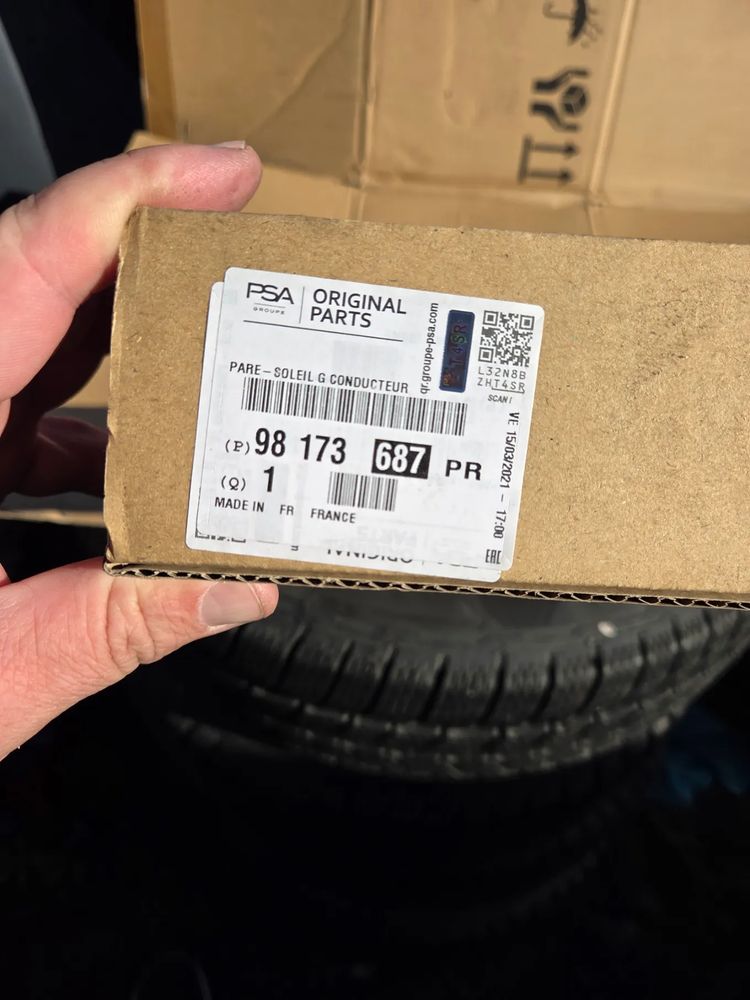 PSA
GROUPE
ORIGINAL
PARTS
qr.groupe-psa.com
L32N8B
ZHT4SR
SCAN!
PARE-SOLEIL G CONDUCTEUR
(P) 98 173 687 PR
(Q) 1
MADE IN FR FRANCE
VE 15/03/2021 - 17:00
EAC
ORIGINAL